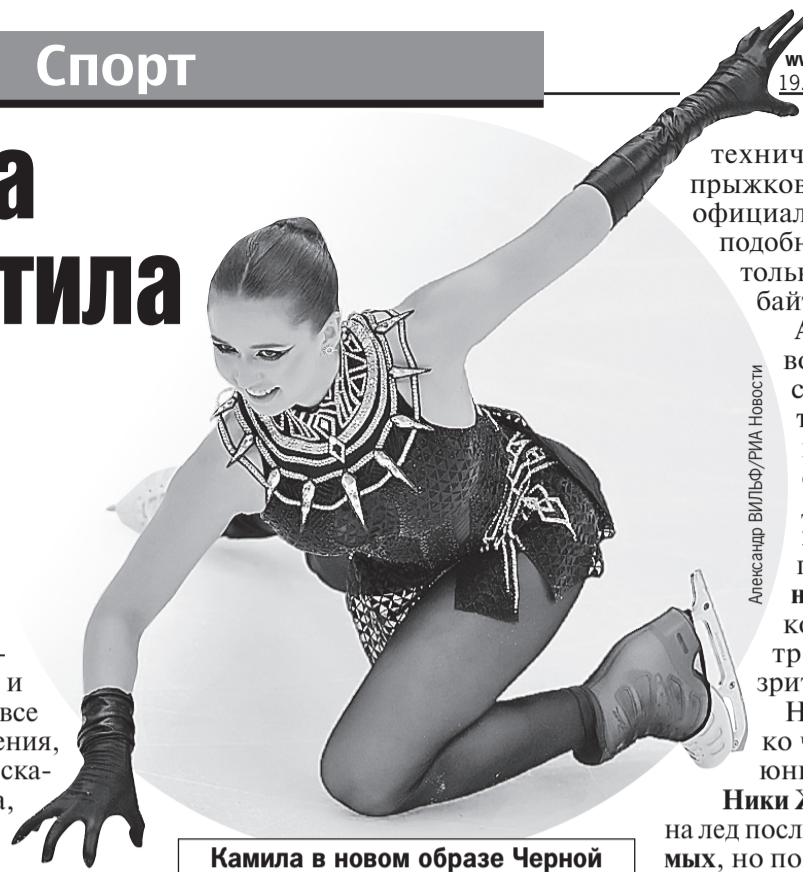 Спорт
19.
а
тила
и
все
ения,
ска-
а,
Камила в новом образе Черной
Александр ВИЛЬФ/РИА Новости
технич
прыжков
официал
подобн
тольк
байт
А
во
с
т
п
н
ко
тр
зрит
Н
ко ч
юни
Ники Ж
на лед посл
мых, но по